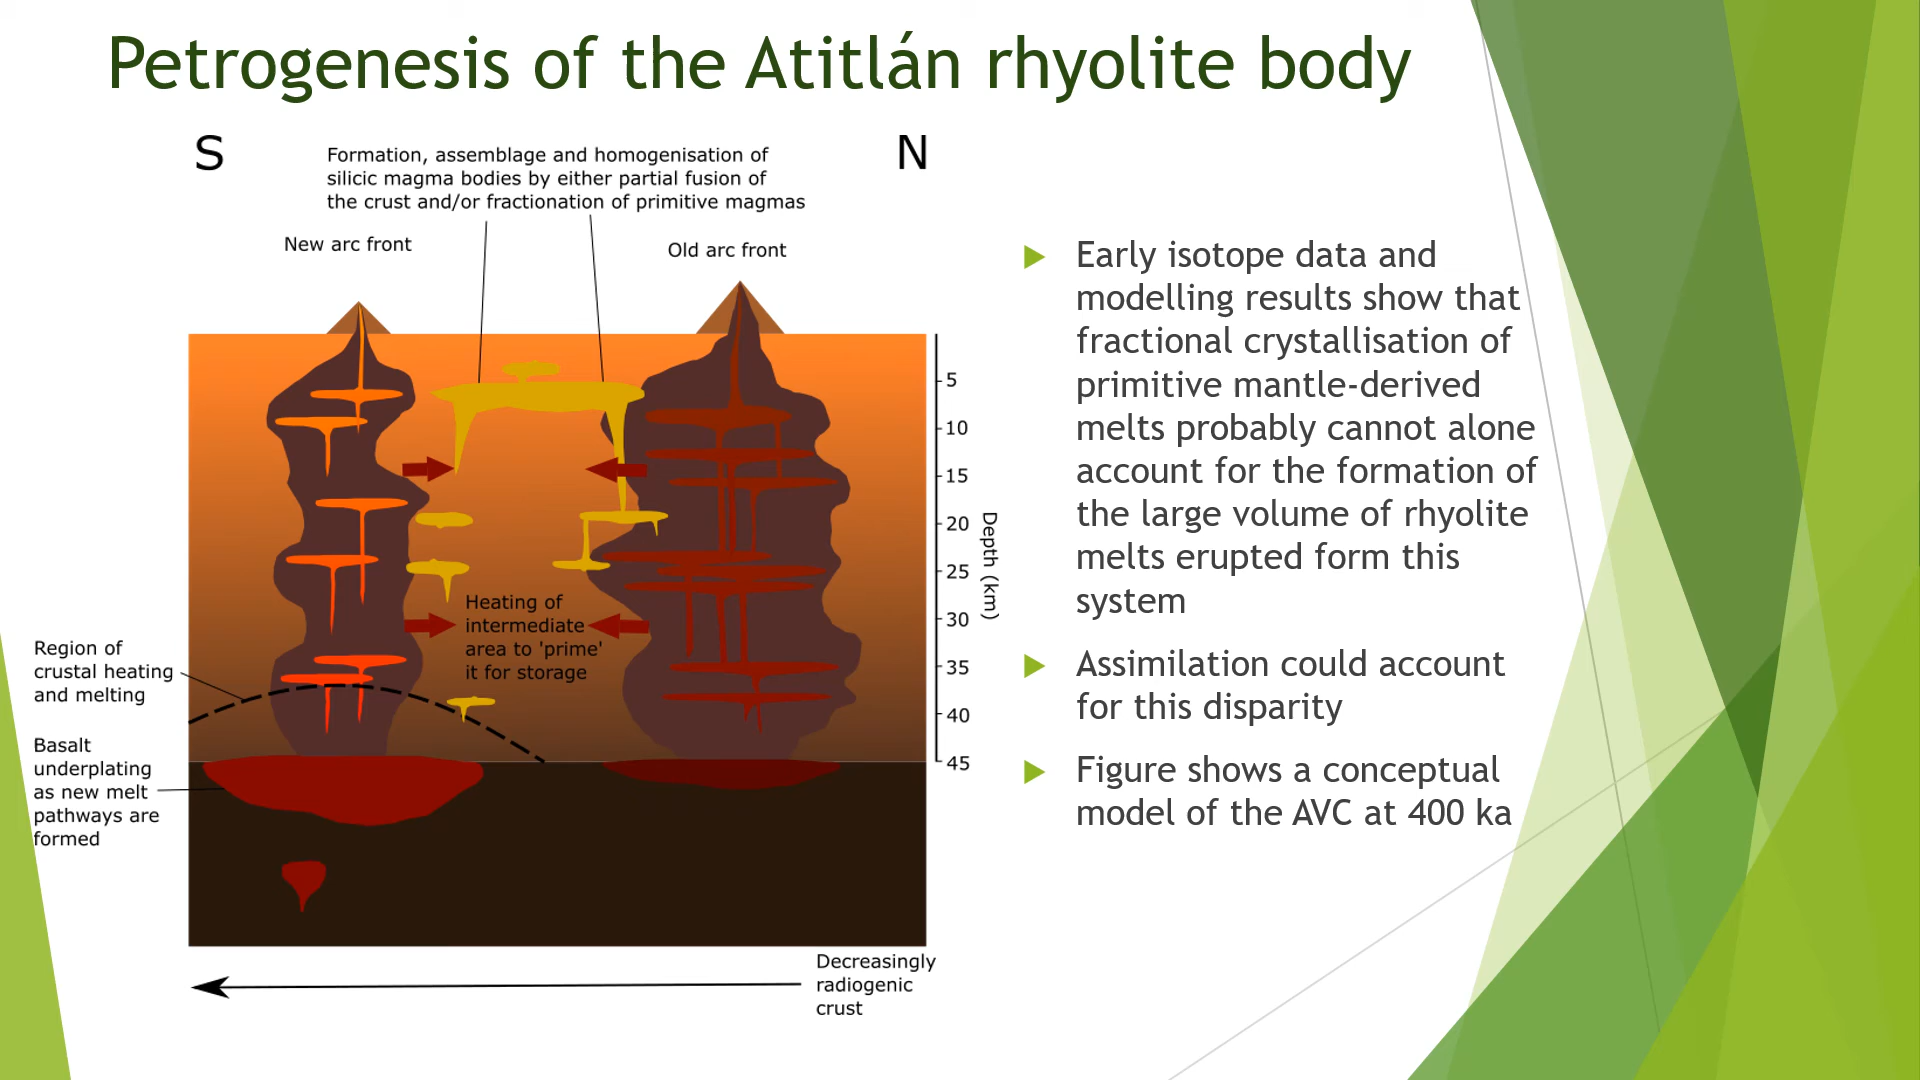 Petrogenesis of the Atitlán rhyolite body
S
N
Formation, assemblage and homogenisation of
silicic magma bodies by either partial fusion of
the crust and/or fractionation of primitive magmas
New arc front
Old arc front
5
10
15
20
25
30
35
40
45
Depth (km)
Heating of
intermediate
area to 'prime'
it for storage
Region of
crustal heating
and melting
Basalt
underplating
as new melt
pathways are
formed
Decreasingly
radiogenic
crust
Early isotope data and
modelling results show that
fractional crystallisation of
primitive mantle-derived
melts probably cannot alone
account for the formation of
the large volume of rhyolite
melts erupted form this
system
Assimilation could account
for this disparity
Figure shows a conceptual
model of the AVC at 400 ka